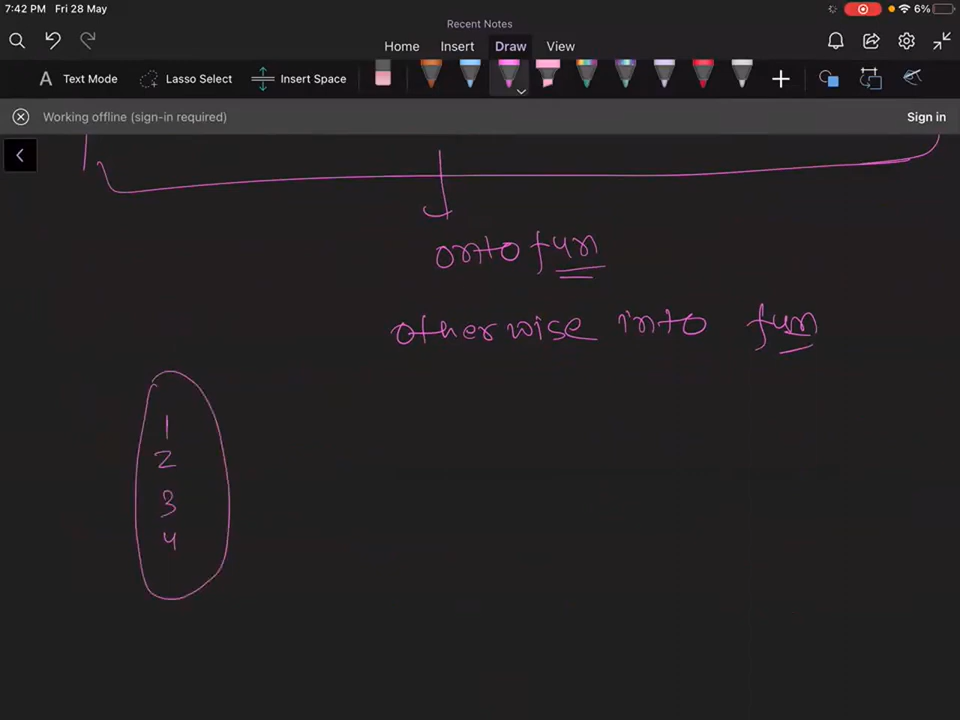 7:42 PM Fri 28 May 6%
Recent Notes
Home Insert Draw View
A Text Mode Lasso Select Insert Space
Working offline (sign-in required) Sign in
onto fun
otherwise into fun
1
2
3
4